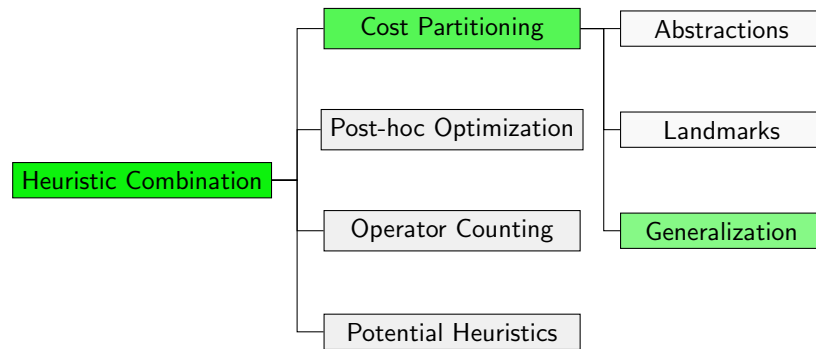 Heuristic Combination
Cost Partitioning
Post-hoc Optimization
Operator Counting
Potential Heuristics
Abstractions
Landmarks
Generalization